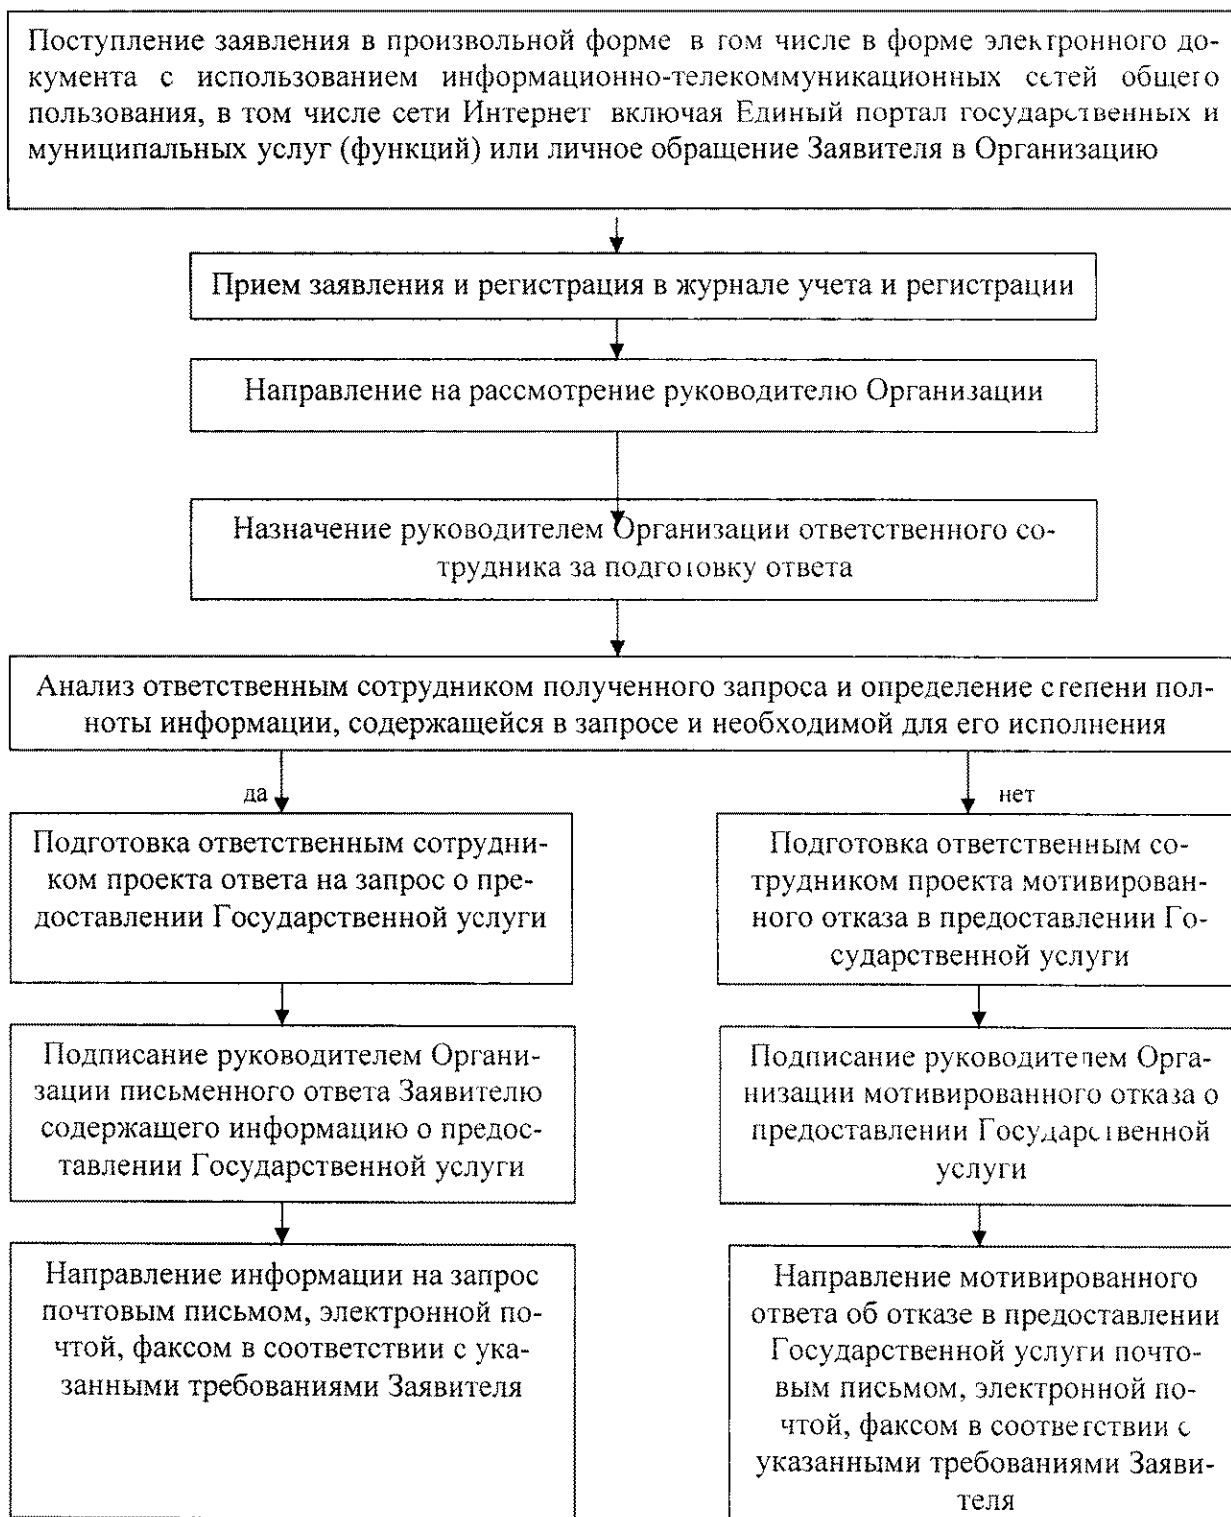 Поступление заявления в произвольной форме в том числе в форме электронного до-
кумента с использованием информационно-телекоммуникационных сетей общего
пользования, в том числе сети Интернет включая Единый портал государственных и
муниципальных услуг (функций) или личное обращение Заявителя в Организацию
Прием заявления и регистрация в журнале учета и регистрации
Направление на рассмотрение руководителю Организации
Назначение руководителем Организации ответственного со-
трудника за подготовку ответа
Анализ ответственным сотрудником полученного запроса и определение степени пол-
ноты информации, содержащейся в запросе и необходимой для его исполнения
да
нет
Подготовка ответственным сотрудни-
ком проекта ответа на запрос о пре-
доставлении Государственной услуги
Подготовка ответственным со-
трудником проекта мотивирован-
ного отказа в предоставлении Го-
сударственной услуги
Подписание руководителем Органи-
зации письменного ответа Заявителю
содержащего информацию о предос-
тавлении Государственной услуги
Подписание руководителем Орга-
низации мотивированного отказа о
предоставлении Государственной
услуги
Направление информации на запрос
почтовым письмом, электронной по-
чтой, факсом в соответствии с ука-
занными требованиями Заявителя
Направление мотивированного
ответа об отказе в предоставлении
Государственной услуги почто-
вым письмом, электронной по-
чтой, факсом в соответствии с
указанными требованиями Заяви-
теля